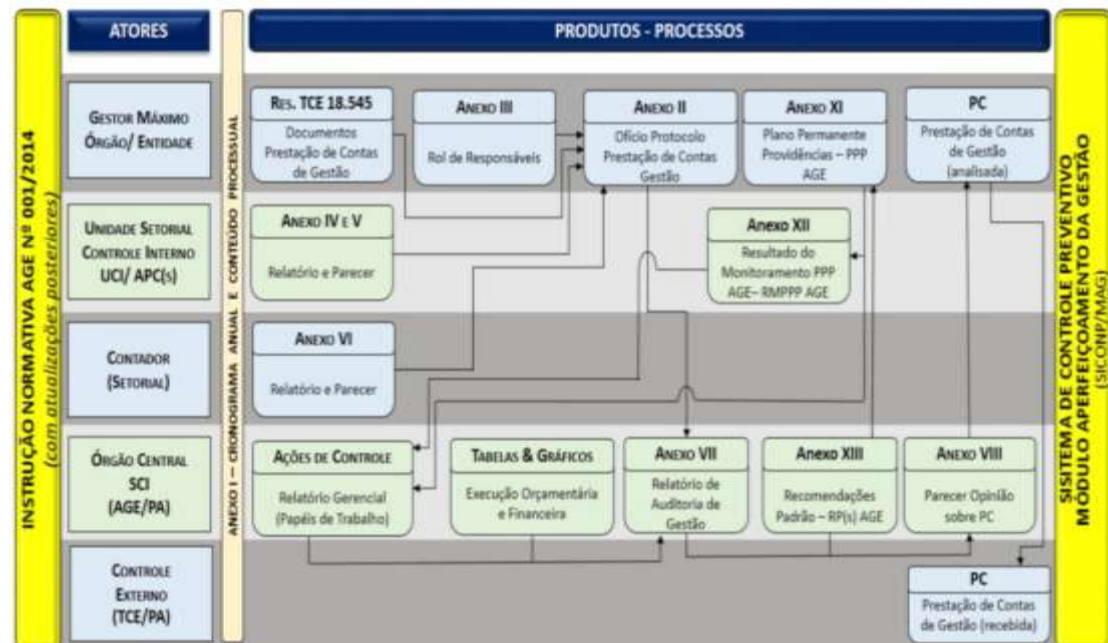 INSTRUÇÃO NORMATIVA AGE Nº 001/2014
(com atualizações posteriores)
ATORES
GESTOR MÁXIMO
ÓRGÃO/ ENTIDADE
UNIDADE SETORIAL
CONTROLE INTERNO
UCI/ APC(S)
CONTADOR
(SETORIAL)
ÓRGÃO CENTRAL
SCI
(AGE/PA)
CONTROLE
EXTERNO
(TCE/PA)
ANEXO I – CRONOGRAMA ANUAL E CONTEÚDO PROCESSUAL
PRODUTOS - PROCESSOS
RES. TCE 18.545
Documentos
Prestação de Contas
de Gestão
ANEXO III
Rol de Responsáveis
ANEXO II
Ofício Protocolo
Prestação de Contas
Gestão
ANEXO XI
Plano Permanente
Providências – PPP
AGE
PC
Prestação de Contas
de Gestão
(analisada)
ANEXO IV E V
Relatório e Parecer
Anexo XII
Resultado do
Monitoramento PPP
AGE– RMPPP AGE
ANEXO VI
Relatório e Parecer
AÇÕES DE CONTROLE
Relatório Gerencial
(Papéis de Trabalho)
TABELAS & GRÁFICOS
Execução Orçamentária
e Financeira
ANEXO VII
Relatório de
Auditoria de
Gestão
ANEXO XIII
Recomendações
Padrão – RP(s) AGE
ANEXO VIII
Parecer Opinião
sobre PC
PC
Prestação de Contas
de Gestão (recebida)
SISITEMA DE CONTROLE PREVENTIVO
MÓDULO APERFEIÇOAMENTO DA GESTÃO
(SICONP/MAG)